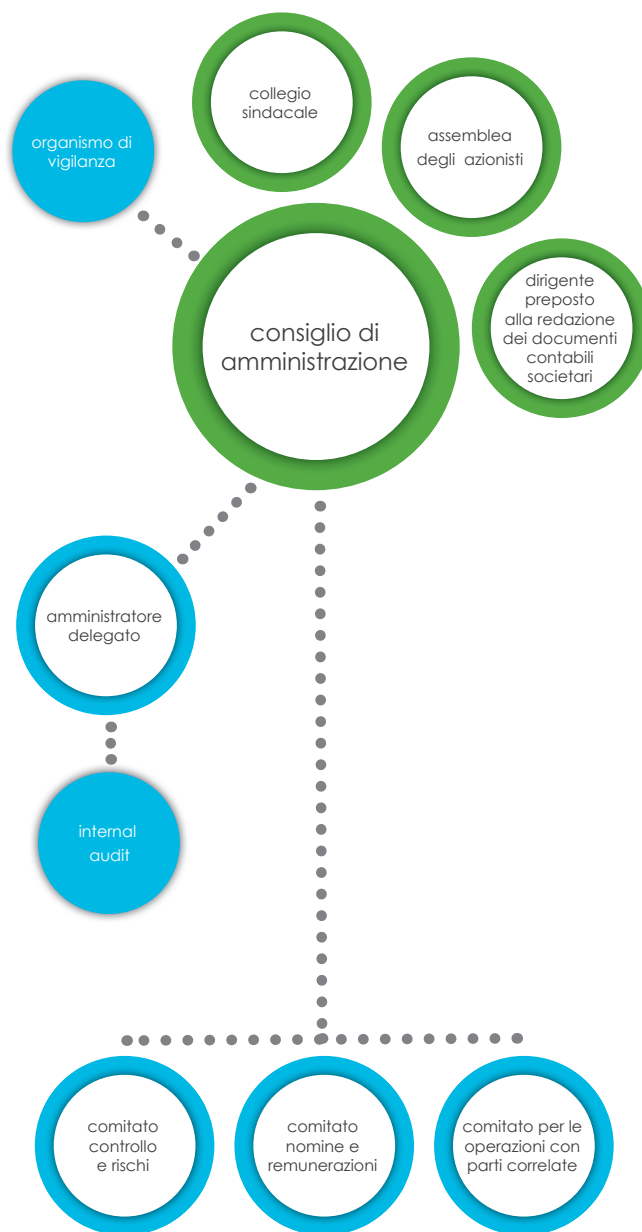 collegio
sindacale
organismo di
vigilanza
assemblea
degli azionisti
dirigente
preposto
alla redazione
dei documenti
contabili
societari
consiglio di
amministrazione
amministratore
delegato
internal
audit
comitato
controllo
e rischi
comitato
nomine e
remunerazioni
comitato per le
operazioni con
parti correlate